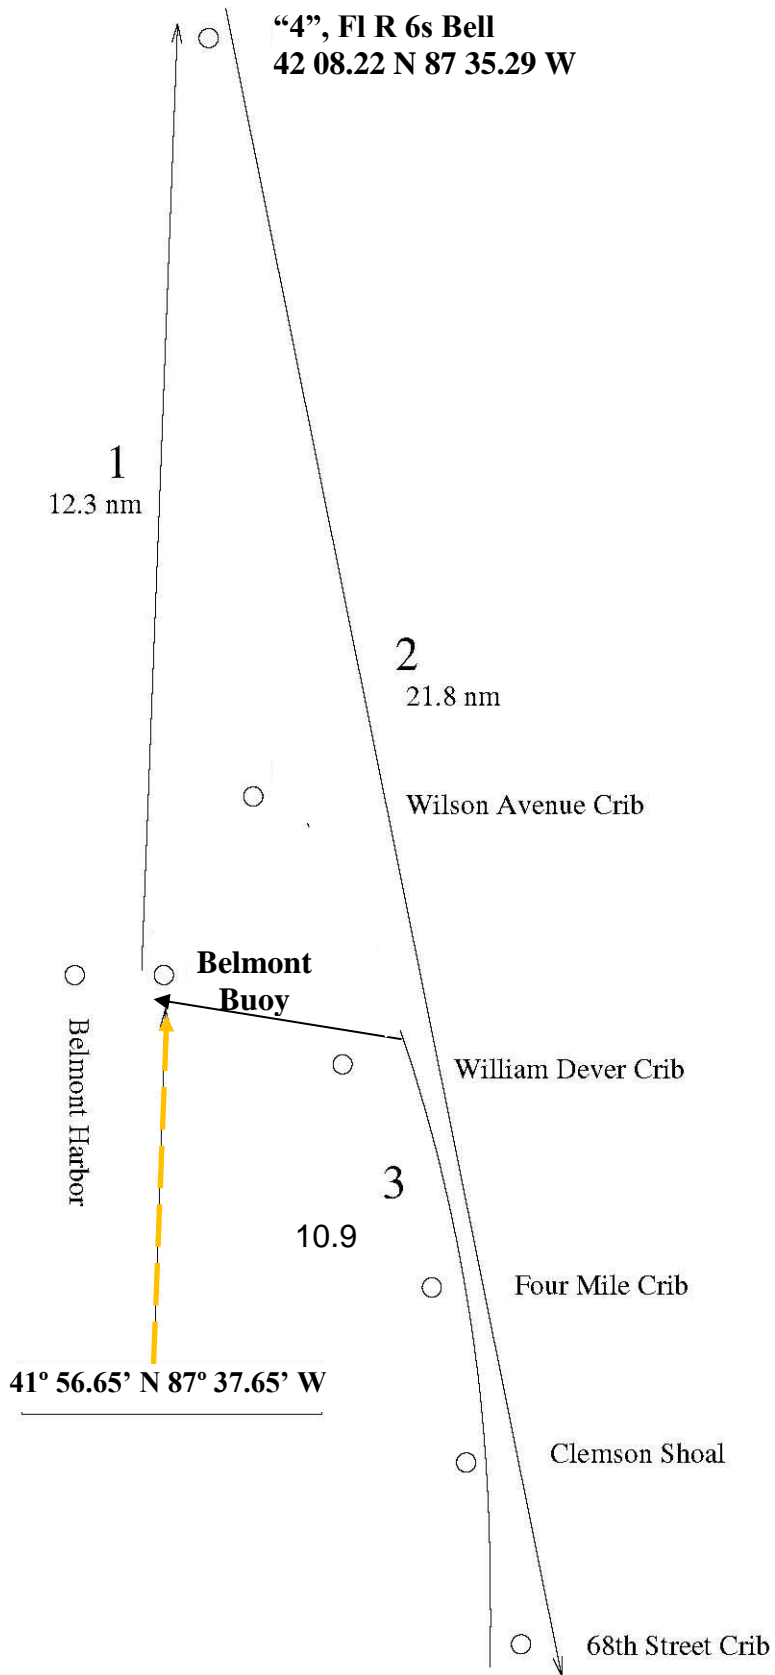 “4”, Fl R 6s Bell
42 08.22 N 87 35.29 W
1
12.3 nm
2
21.8 nm
Wilson Avenue Crib
Belmont
Buoy
Belmont Harbor
William Dever Crib
3
10.9
Four Mile Crib
41º 56.65’ N 87º 37.65’ W
Clemson Shoal
68th Street Crib